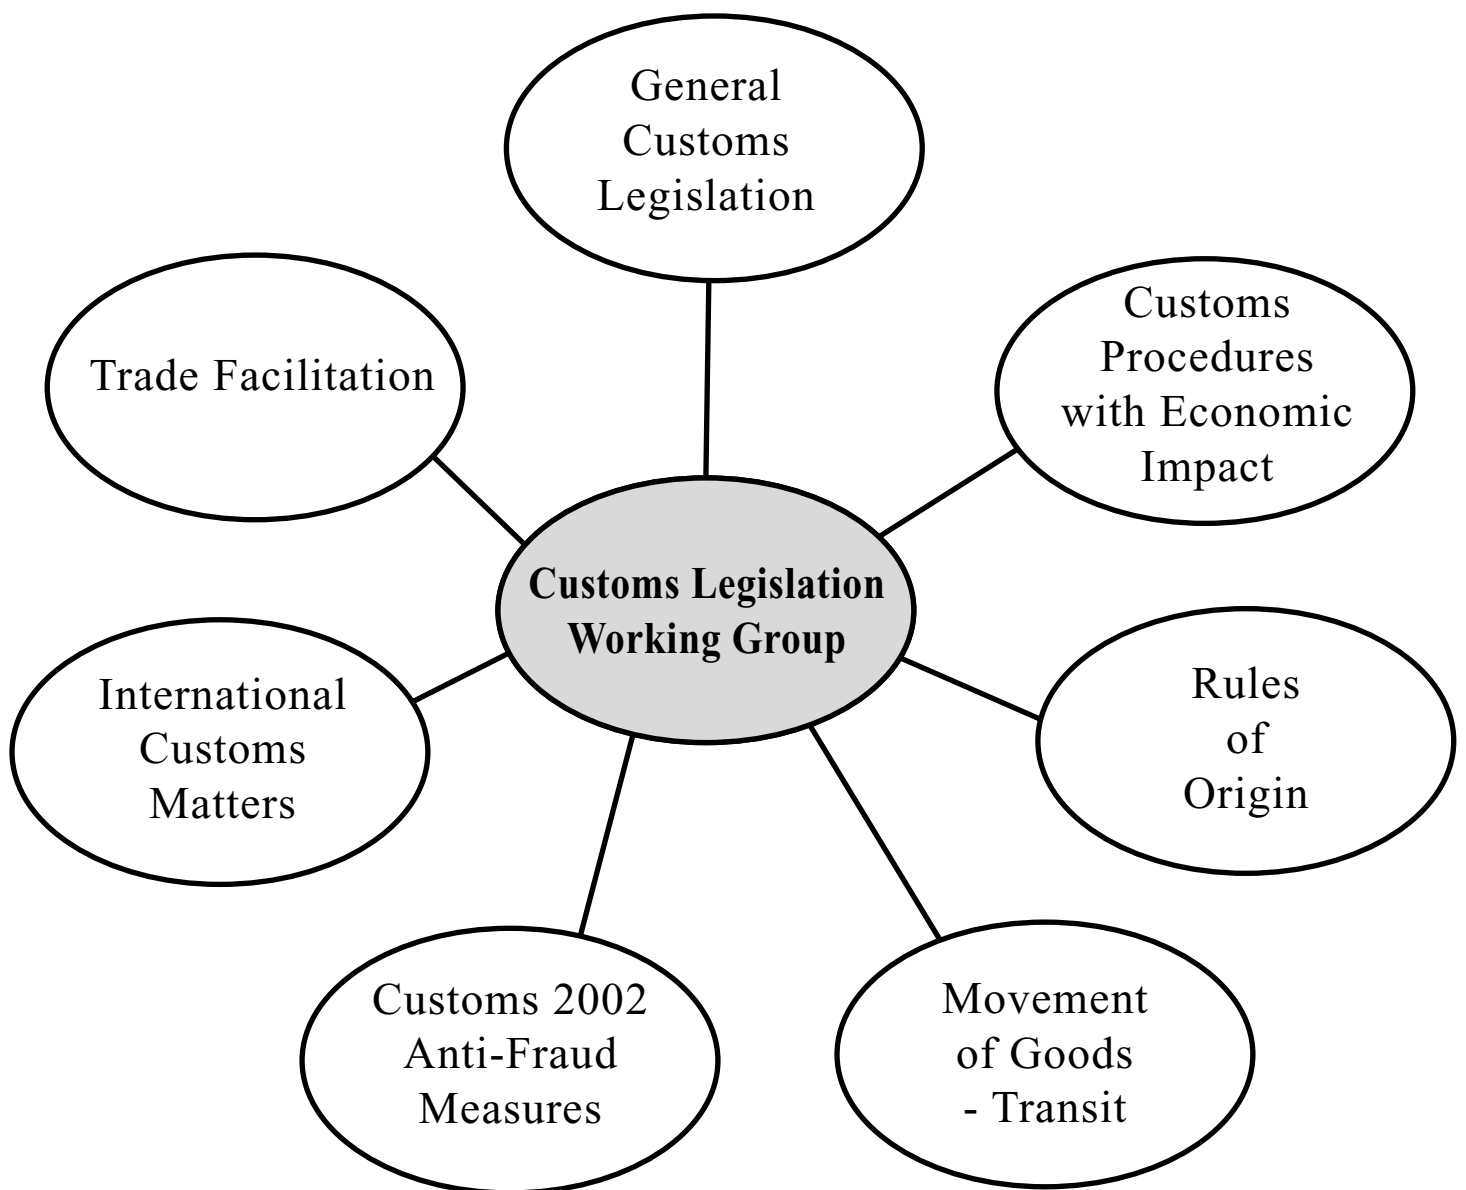 General
Customs
Legislation
Customs
Procedures
with Economic
Impact
Trade Facilitation
Customs Legislation
Working Group
Rules
of
Origin
International
Customs
Matters
Customs 2002
Anti-Fraud
Measures
Movement
of Goods
- Transit